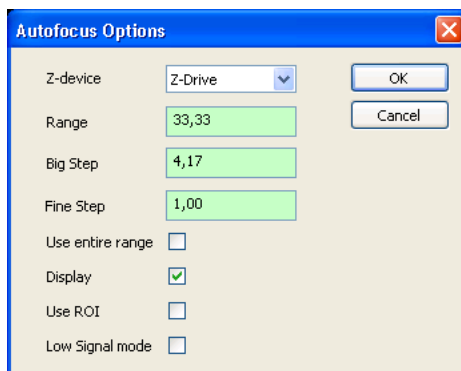 Autofocus Options
Z-device Z-Drive OK
Range 33,33 Cancel
Big Step 4,17
Fine Step 1,00
Use entire range
Display
Use ROI
Low Signal mode